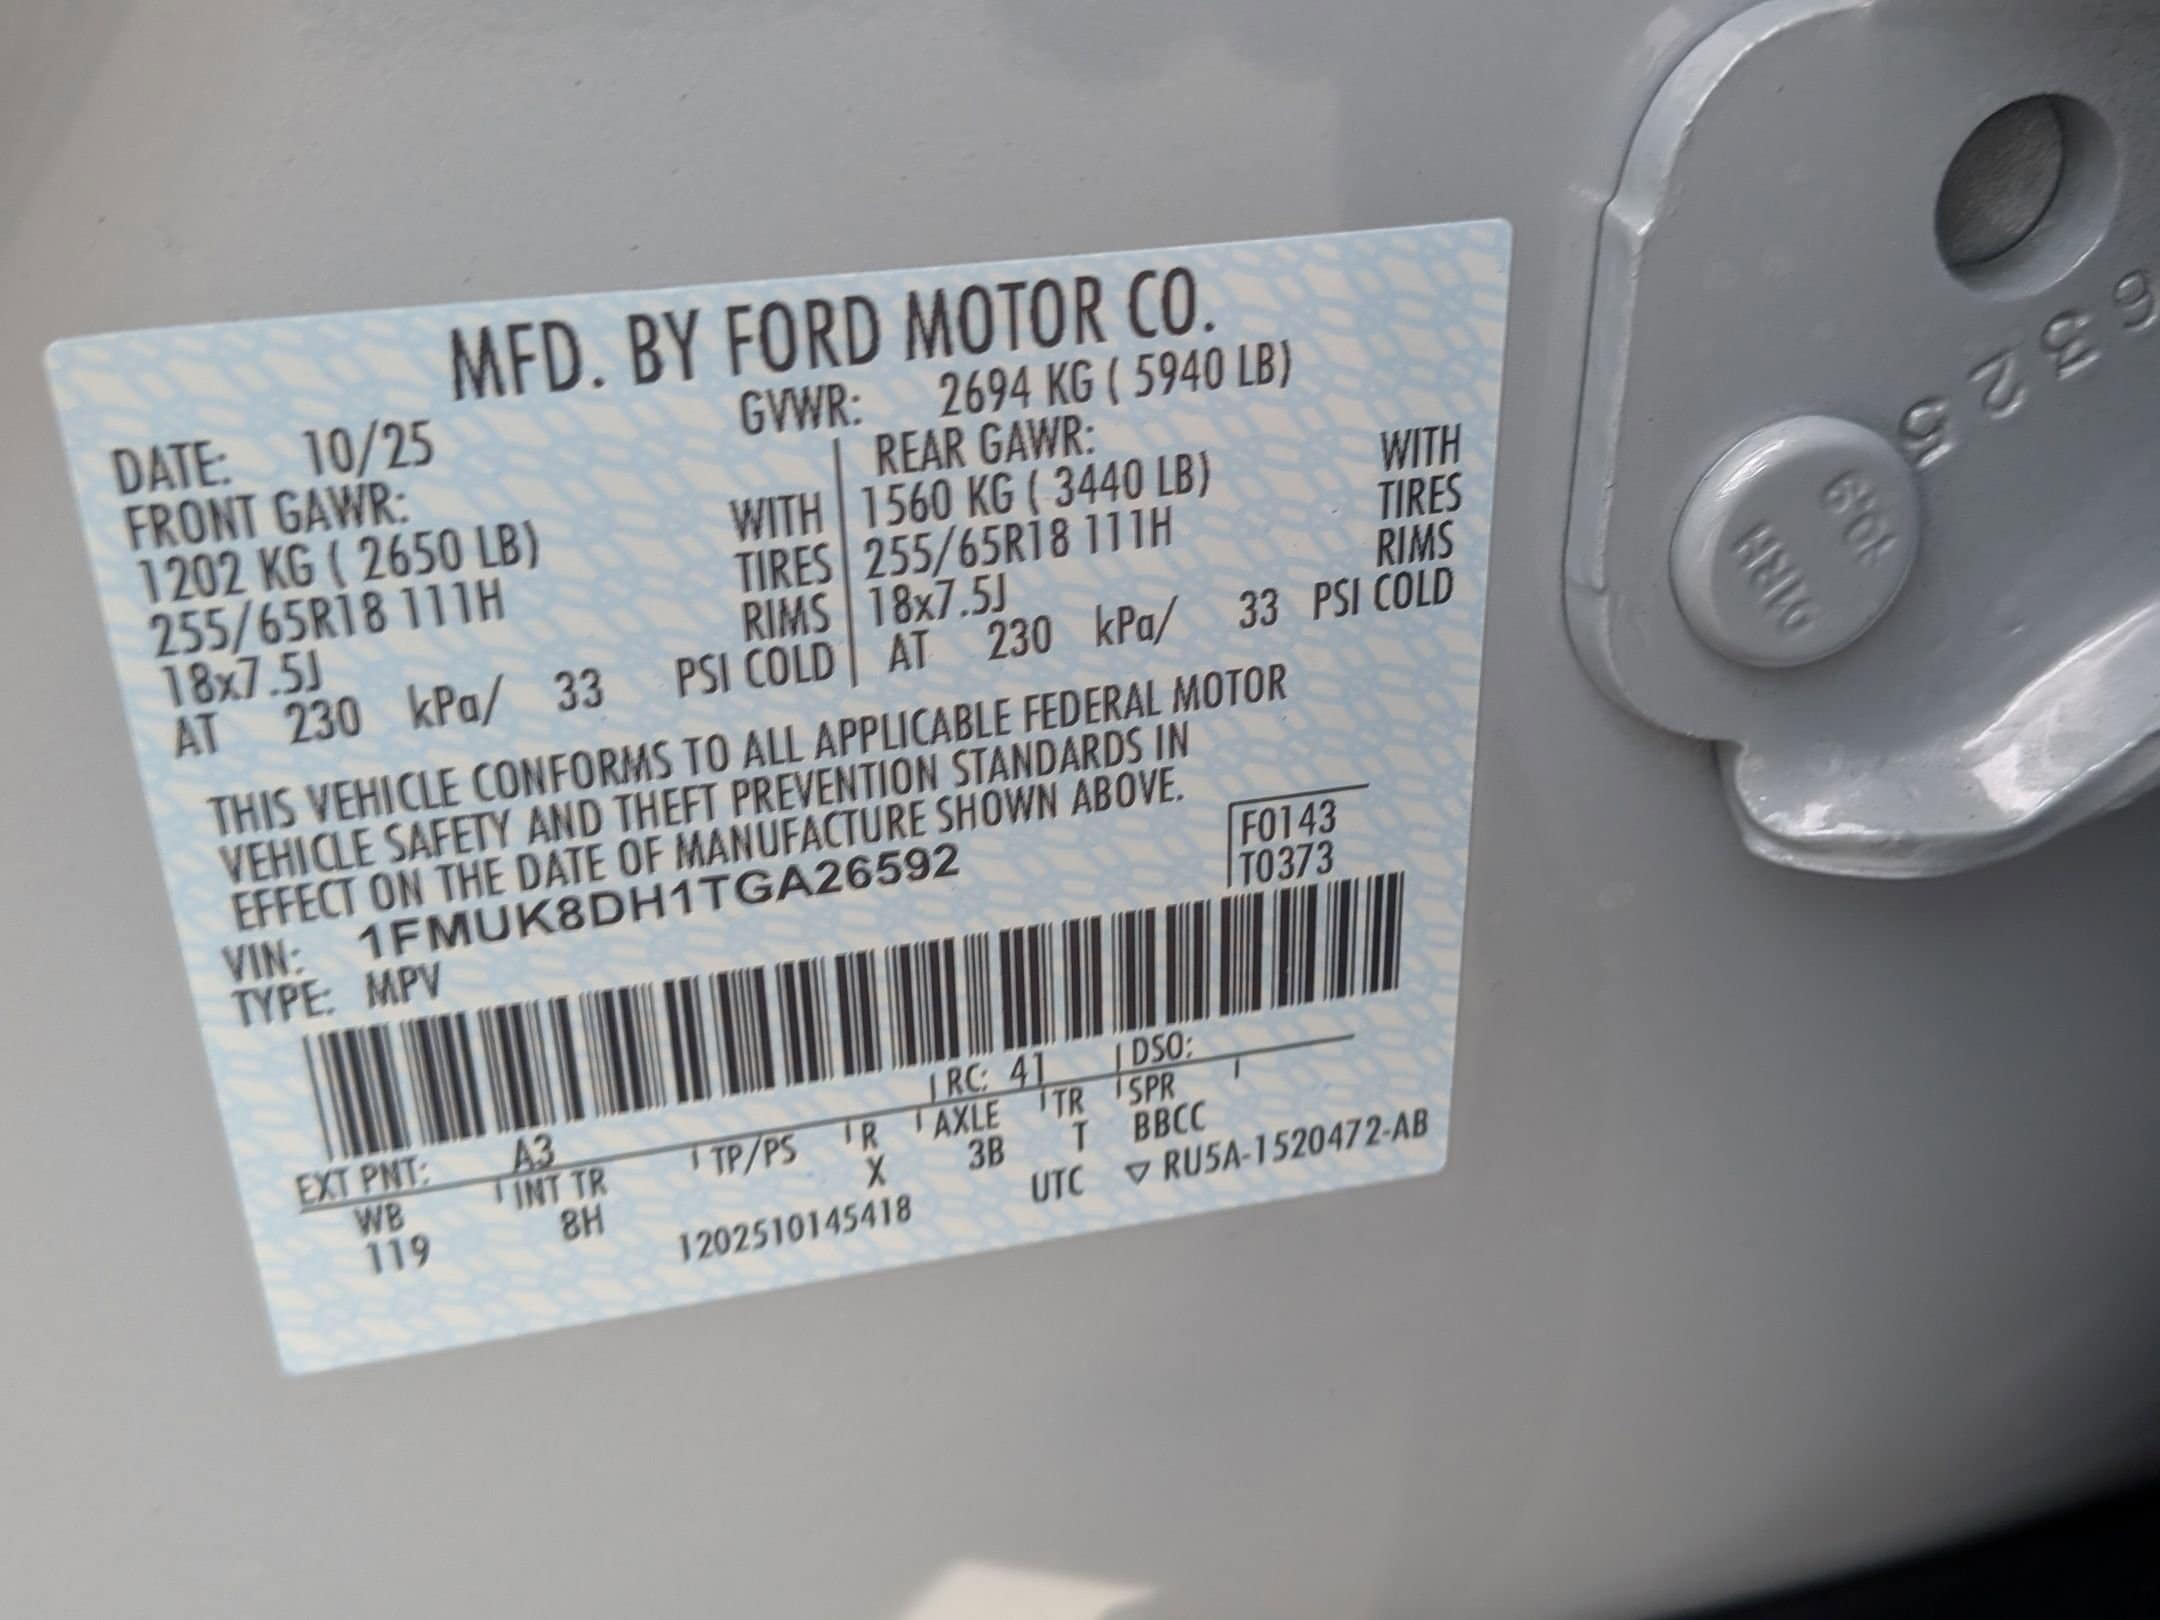 MFD. BY FORD MOTOR CO.
DATE: 10/25 GVWR: 2694 KG ( 5940 LB)
FRONT GAWR: REAR GAWR:
1202 KG ( 2650 LB) WITH 1560 KG ( 3440 LB) WITH
255/65R18 111H TIRES 255/65R18 111H TIRES
18x7.5J RIMS 18x7.5J RIMS
AT 230 kPa/ 33 PSI COLD AT 230 kPa/ 33 PSI COLD
THIS VEHICLE CONFORMS TO ALL APPLICABLE FEDERAL MOTOR
VEHICLE SAFETY AND THEFT PREVENTION STANDARDS IN
EFFECT ON THE DATE OF MANUFACTURE SHOWN ABOVE.
F0143
VIN: 1FMUK8DH1TGA26592 T0373
TYPE: MPV
EXT PNT: A3 RC: 41 DSO:
WB INT TR TP/PS R AXLE TR SPR
119 8H X 3B T BBCC
1202510145418 UTC ▽ RU5A-1520472-AB